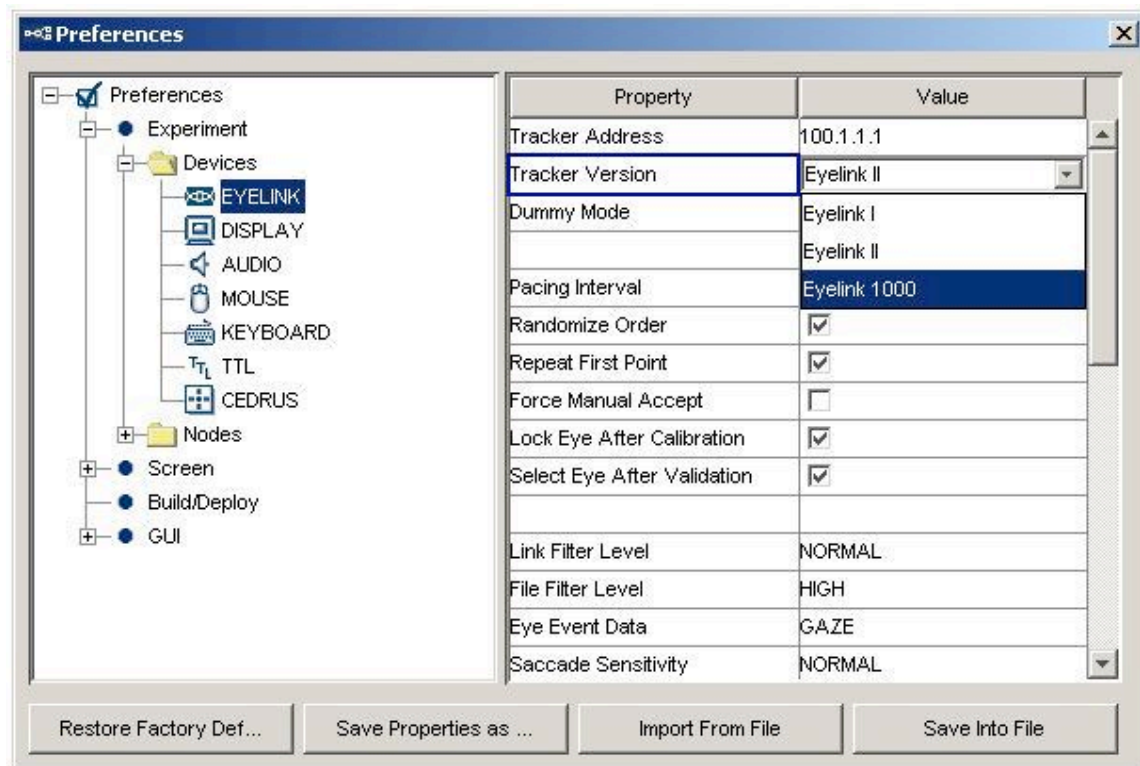 Preferences
Preferences
Experiment
Devices
EYELINK
DISPLAY
AUDIO
MOUSE
KEYBOARD
TTL TTL
CEDRUS
Nodes
Screen
Build/Deploy
GUI
Property Value
Tracker Address 100.1.1.1
Tracker Version Eyelink II
Dummy Mode
Eyelink I
Eyelink II
Eyelink 1000
Pacing Interval
Randomize Order
Repeat First Point
Force Manual Accept
Lock Eye After Calibration
Select Eye After Validation
Link Filter Level NORMAL
File Filter Level HIGH
Eye Event Data GAZE
Saccade Sensitivity NORMAL
Restore Factory Def... Save Properties as ... Import From File Save Into File